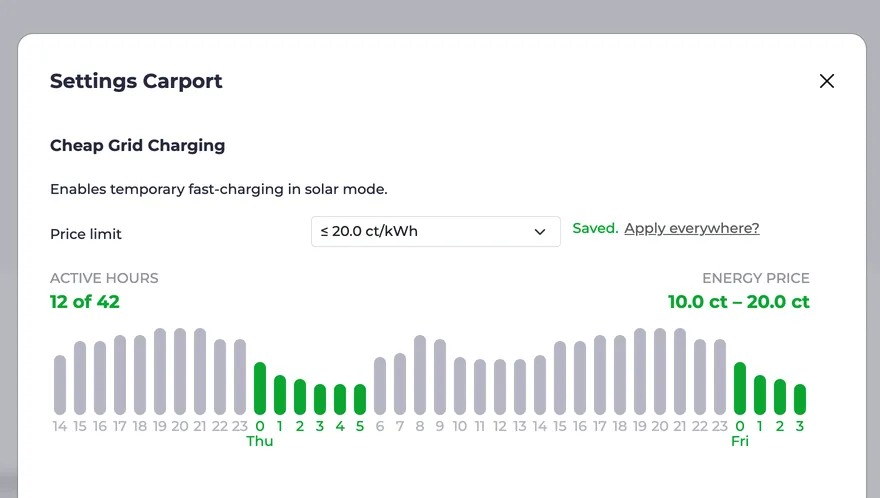 Settings Carport
Cheap Grid Charging
Enables temporary fast-charging in solar mode.
Price limit ≤ 20.0 ct/kWh Saved. Apply everywhere?
ACTIVE HOURS ENERGY PRICE
12 of 42 10.0 ct – 20.0 ct
14 15 16 17 18 19 20 21 22 23 0 1 2 3 4 5 6 7 8 9 10 11 12 13 14 15 16 17 18 19 20 21 22 23 0 1 2 3
Thu Fri